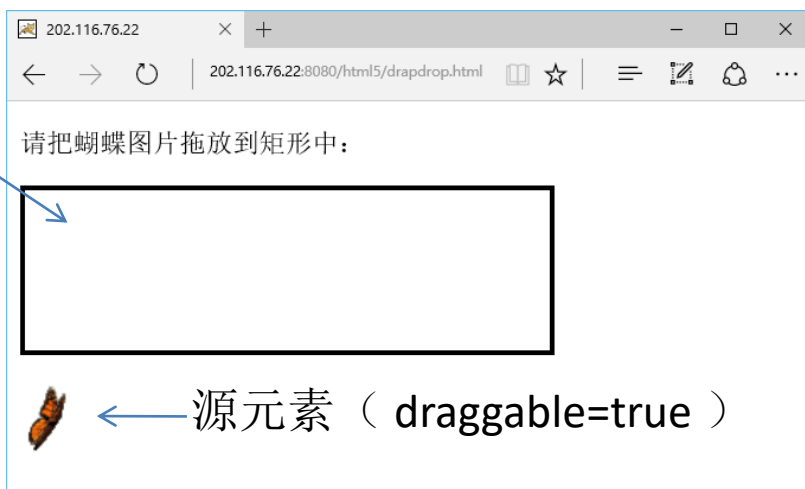 202.116.76.22
202.116.76.22:8080/html5/drapdrop.html
请把蝴蝶图片拖放到矩形中：
源元素（ draggable=true ）